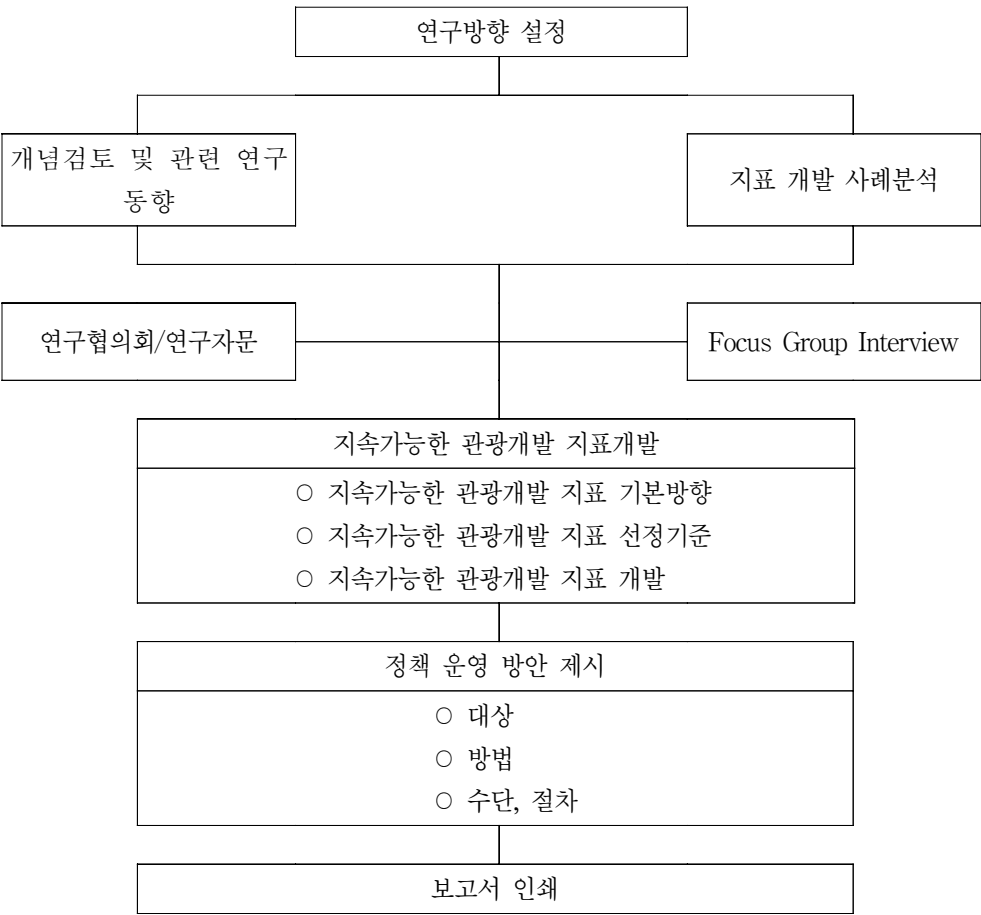 연구방향 설정
개념검토 및 관련 연구
동향
지표 개발 사례분석
연구협의회/연구자문
Focus Group Interview
지속가능한 관광개발 지표개발
○ 지속가능한 관광개발 지표 기본방향
○ 지속가능한 관광개발 지표 선정기준
○ 지속가능한 관광개발 지표 개발
정책 운영 방안 제시
○ 대상
○ 방법
○ 수단, 절차
보고서 인쇄